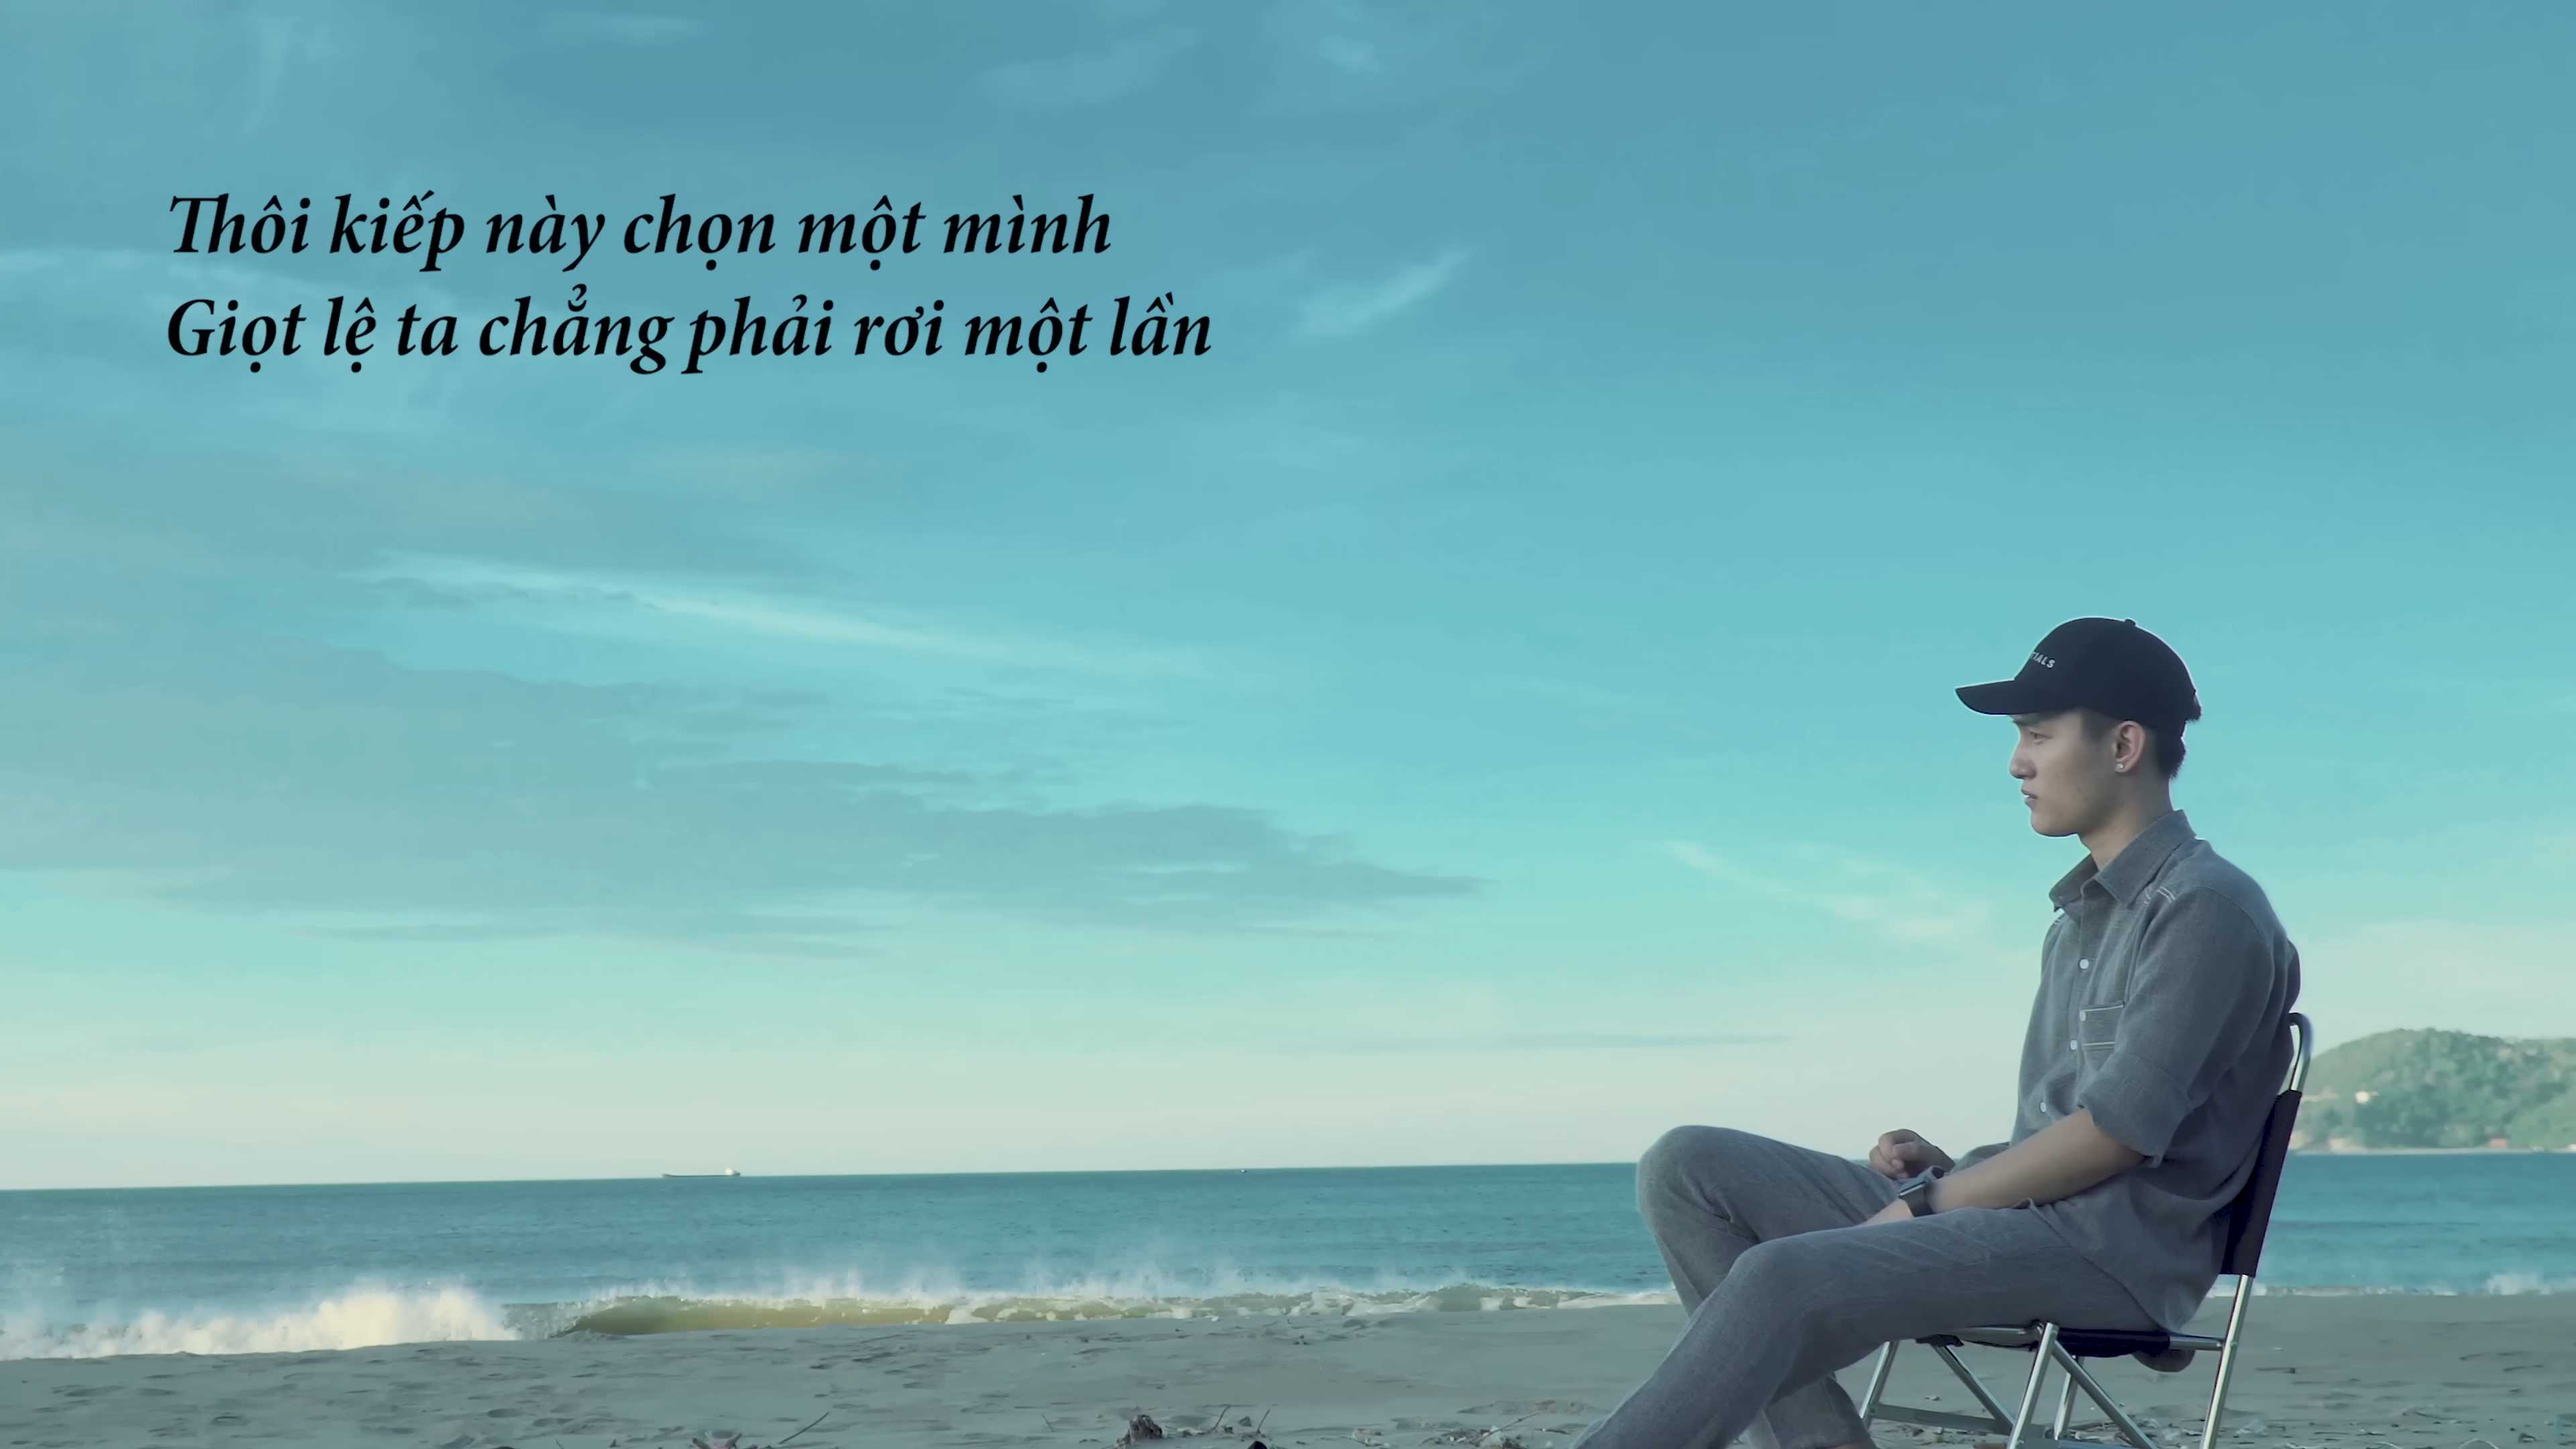 Thôi kiếp này chọn một mình
Giọt lệ ta chẳng phải rơi một lần